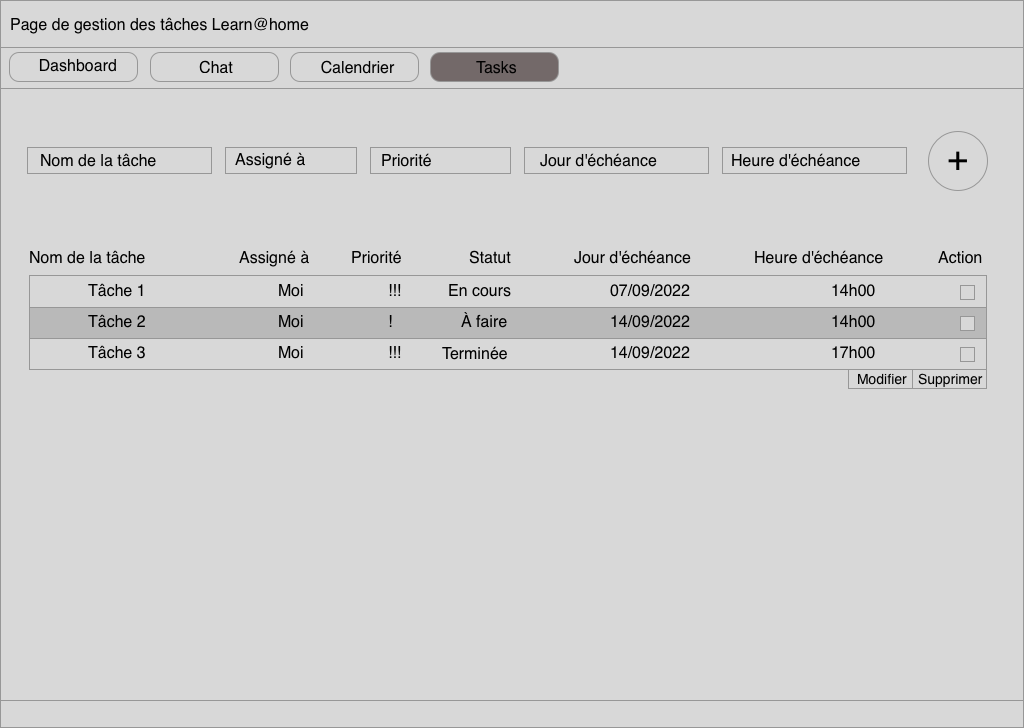 Page de gestion des tâches Learn@home
Dashboard Chat Calendrier Tasks
Nom de la tâche Assigné à Priorité Jour d'échéance Heure d'échéance +
Nom de la tâche Assigné à Priorité Statut Jour d'échéance Heure d'échéance Action
Tâche 1 Moi !!! En cours 07/09/2022 14h00
Tâche 2 Moi ! À faire 14/09/2022 14h00
Tâche 3 Moi !!! Terminée 14/09/2022 17h00
Modifier Supprimer